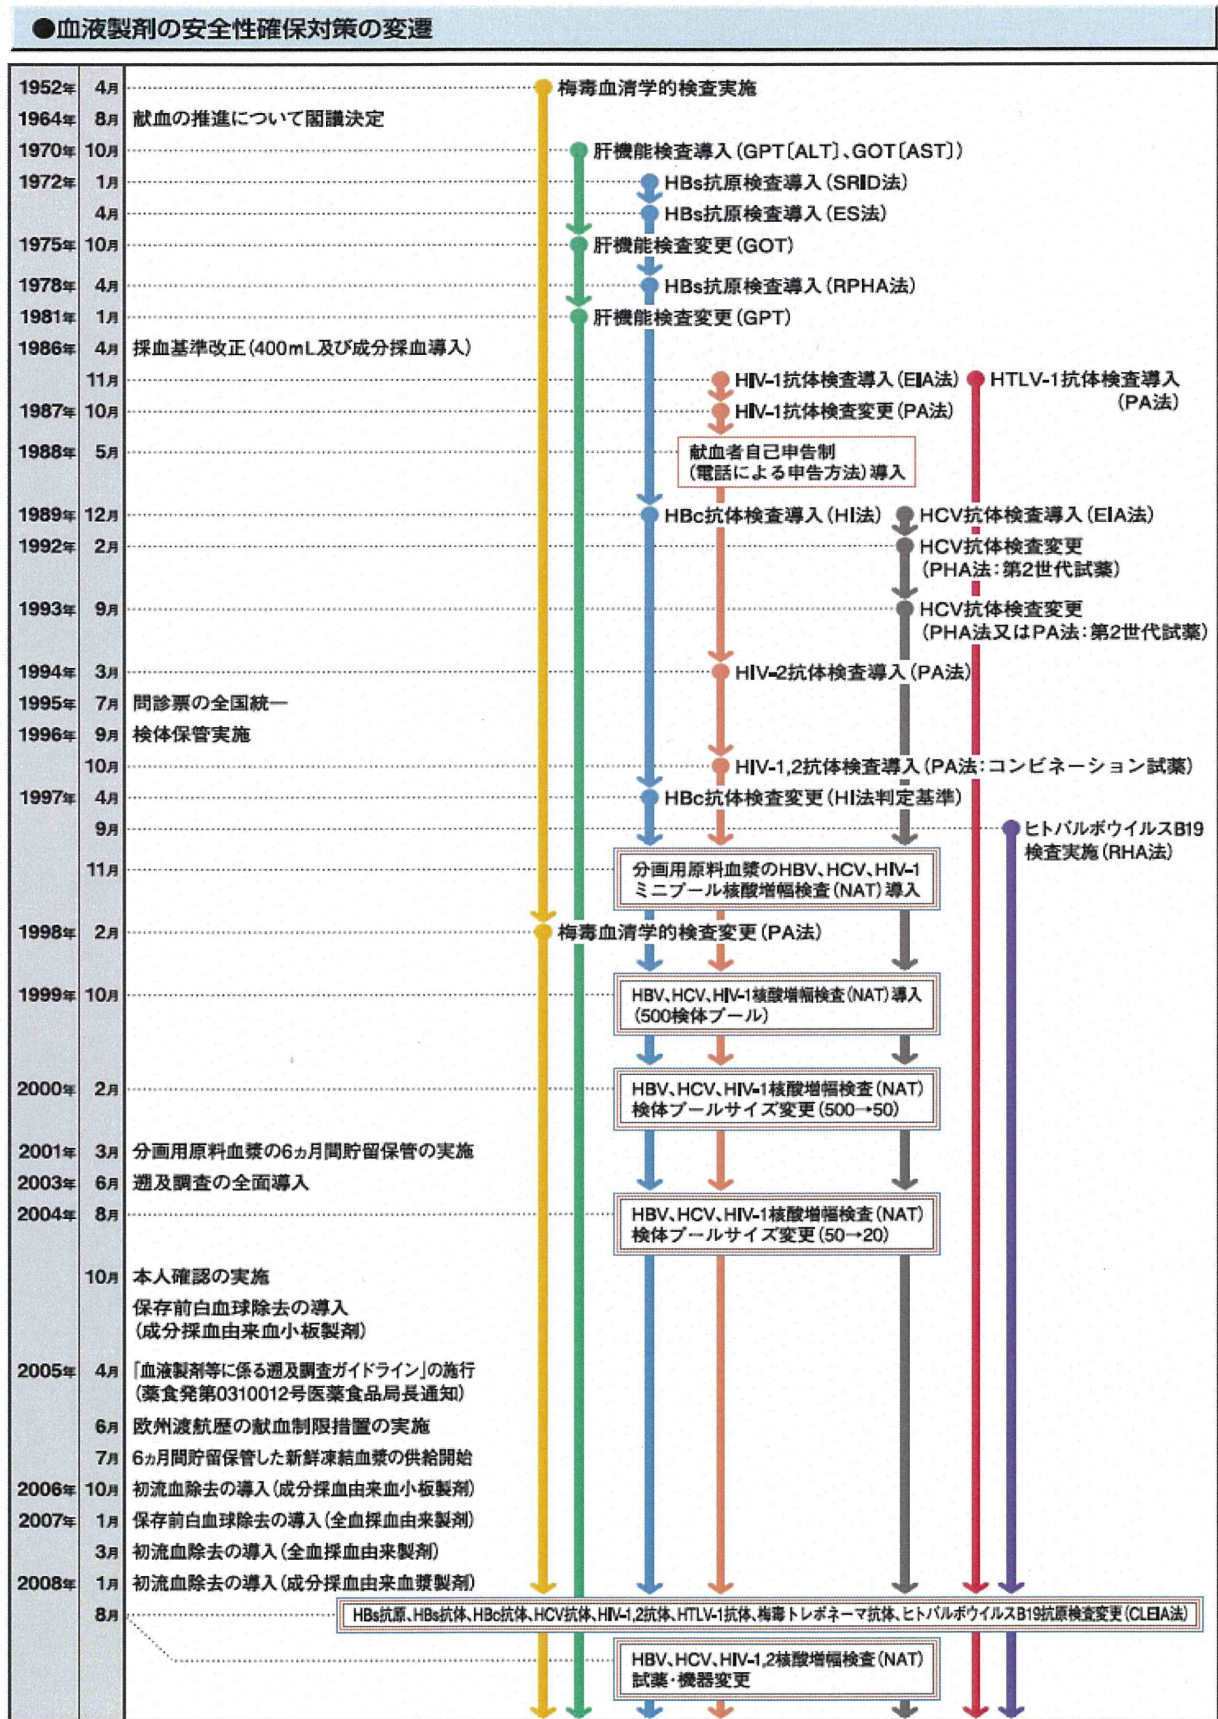 ●血液製剤の安全性確保対策の変遷
1952年 4月 梅毒血清学的検査実施
1964年 8月 献血の推進について閣議決定
1970年 10月 肝機能検査導入(GPT〔ALT〕、GOT〔AST〕)
1972年 1月 HBs抗原検査導入(SRID法)
4月 HBs抗原検査導入(ES法)
1975年 10月 肝機能検査変更(GOT)
1978年 4月 HBs抗原検査導入(RPHA法)
1981年 1月 肝機能検査変更(GPT)
1986年 4月 採血基準改正(400mL及び成分採血導入)
11月 HIV-1抗体検査導入(EIA法) HTLV-1抗体検査導入
(PA法)
1987年 10月 HIV-1抗体検査変更(PA法)
1988年 5月 献血者自己申告制
(電話による申告方法)導入
1989年 12月 HBc抗体検査導入(HI法) HCV抗体検査導入(EIA法)
1992年 2月 HCV抗体検査変更
(PHA法:第2世代試薬)
1993年 9月 HCV抗体検査変更
(PHA法又はPA法:第2世代試薬)
1994年 3月 HIV-2抗体検査導入(PA法)
1995年 7月 問診票の全国統一
1996年 9月 検体保管実施
10月 HIV-1,2抗体検査導入(PA法:コンビネーション試薬)
1997年 4月 HBc抗体検査変更(HI法判定基準)
9月 ヒトパルボウイルスB19
検査実施(RHA法)
11月 分画用原料血漿のHBV、HCV、HIV-1
ミニプール核酸増幅検査(NAT)導入
1998年 2月 梅毒血清学的検査変更(PA法)
1999年 10月 HBV、HCV、HIV-1核酸増幅検査(NAT)導入
(500検体プール)
2000年 2月 HBV、HCV、HIV-1核酸増幅検査(NAT)
検体プールサイズ変更(500→50)
2001年 3月 分画用原料血漿の6ヵ月間貯留保管の実施
2003年 6月 遡及調査の全面導入
2004年 8月 HBV、HCV、HIV-1核酸増幅検査(NAT)
検体プールサイズ変更(50→20)
10月 本人確認の実施
保存前白血球除去の導入
(成分採血由来血小板製剤)
2005年 4月 「血液製剤等に係る遡及調査ガイドライン」の施行
(薬食発第0310012号医薬食品局長通知)
6月 欧州渡航歴の献血制限措置の実施
7月 6ヵ月間貯留保管した新鮮凍結血漿の供給開始
2006年 10月 初流血除去の導入(成分採血由来血小板製剤)
2007年 1月 保存前白血球除去の導入(全血採血由来製剤)
3月 初流血除去の導入(全血採血由来製剤)
2008年 1月 初流血除去の導入(成分採血由来血漿製剤)
8月 HBs抗原、HBs抗体、HBc抗体、HCV抗体、HIV-1,2抗体、HTLV-1抗体、梅毒トレポネーマ抗体、ヒトパルボウイルスB19抗原検査変更(CLEIA法)
HBV、HCV、HIV-1,2核酸増幅検査(NAT)
試薬・機器変更